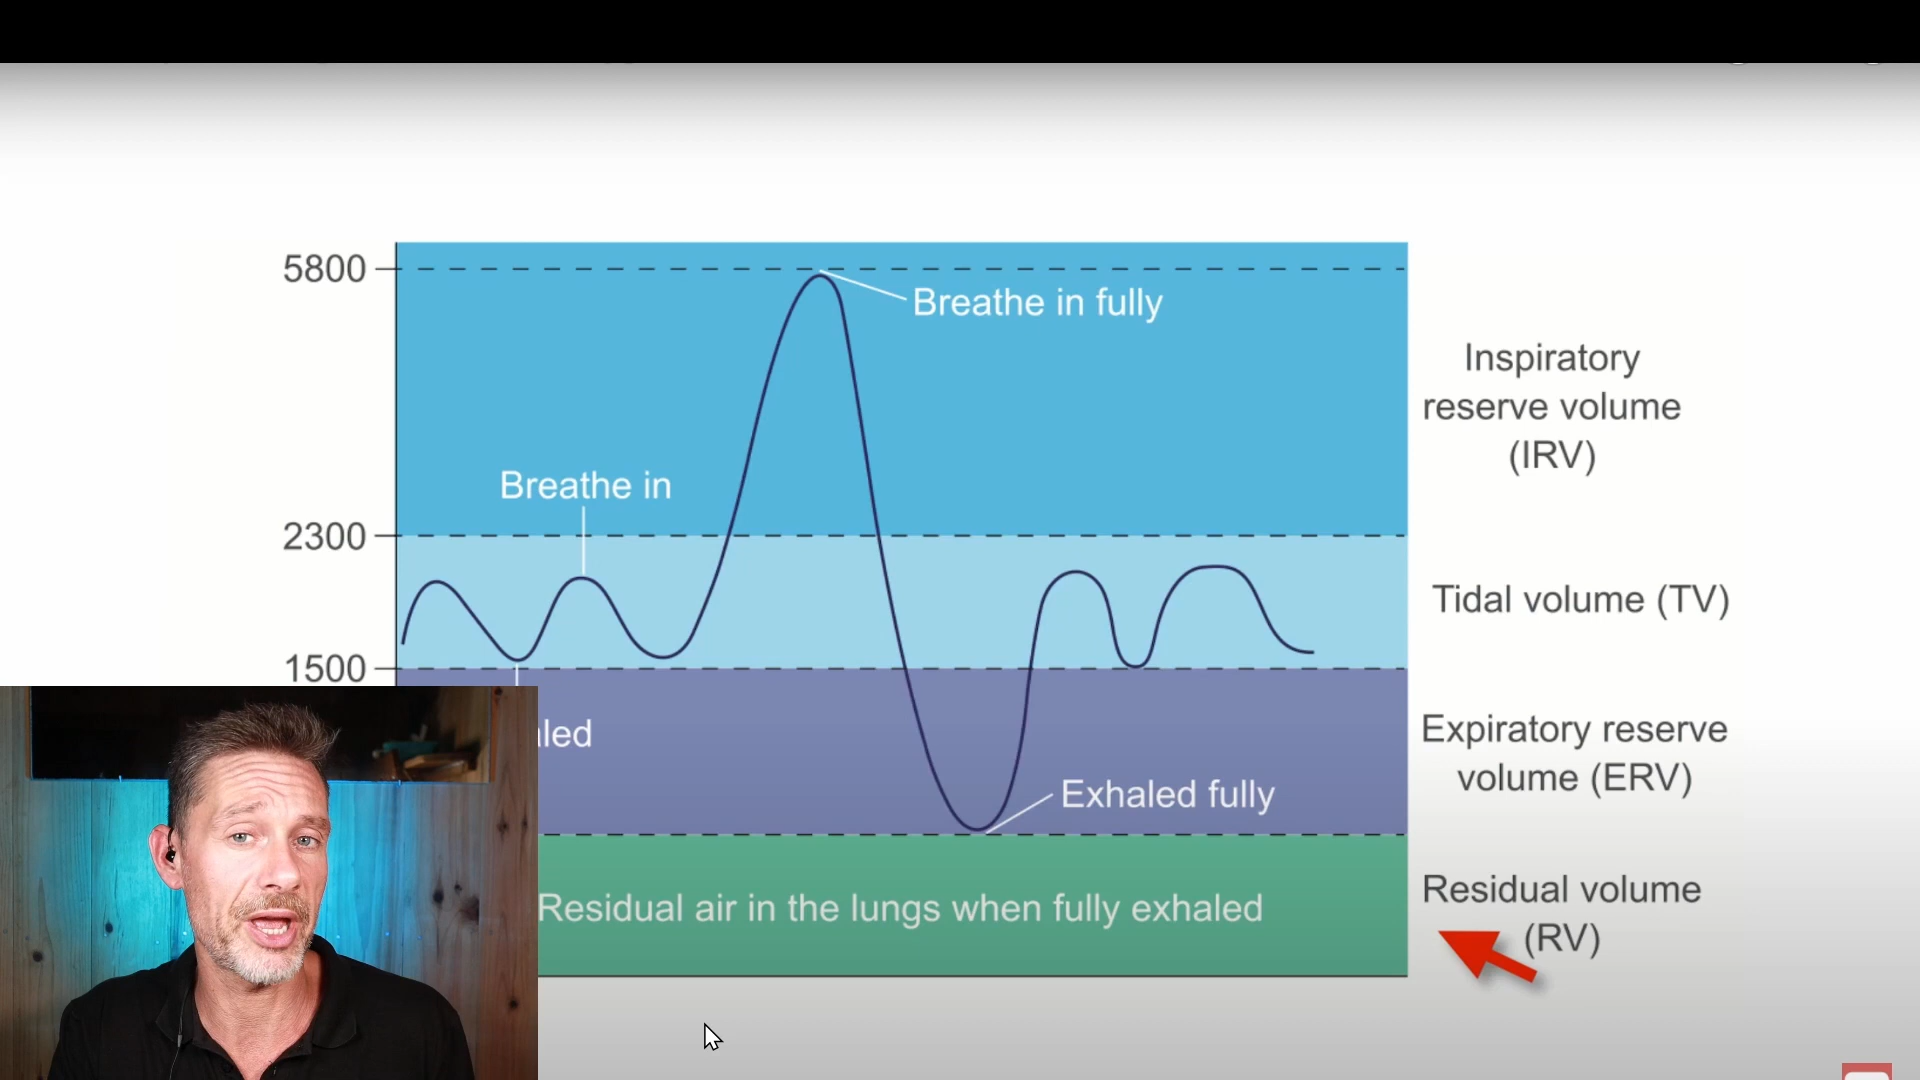 5800
Breathe in fully
Inspiratory
reserve volume
(IRV)
Breathe in
2300
Tidal volume (TV)
1500
Expiratory reserve
volume (ERV)
Exhaled fully
Residual air in the lungs when fully exhaled
Residual volume
(RV)